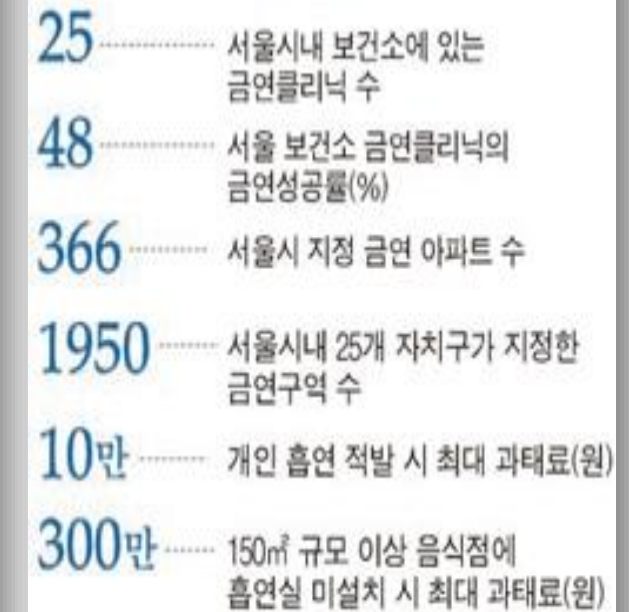 25 ············ 서울시내 보건소에 있는
금연클리닉 수
48 ············ 서울 보건소 금연클리닉의
금연성공률(%)
366 ········ 서울시 지정 금연 아파트 수
1950 ······ 서울시내 25개 자치구가 지정한
금연구역 수
10만 ······· 개인 흡연 적발 시 최대 과태료(원)
300만 ····· 150㎡ 규모 이상 음식점에
흡연실 미설치 시 최대 과태료(원)